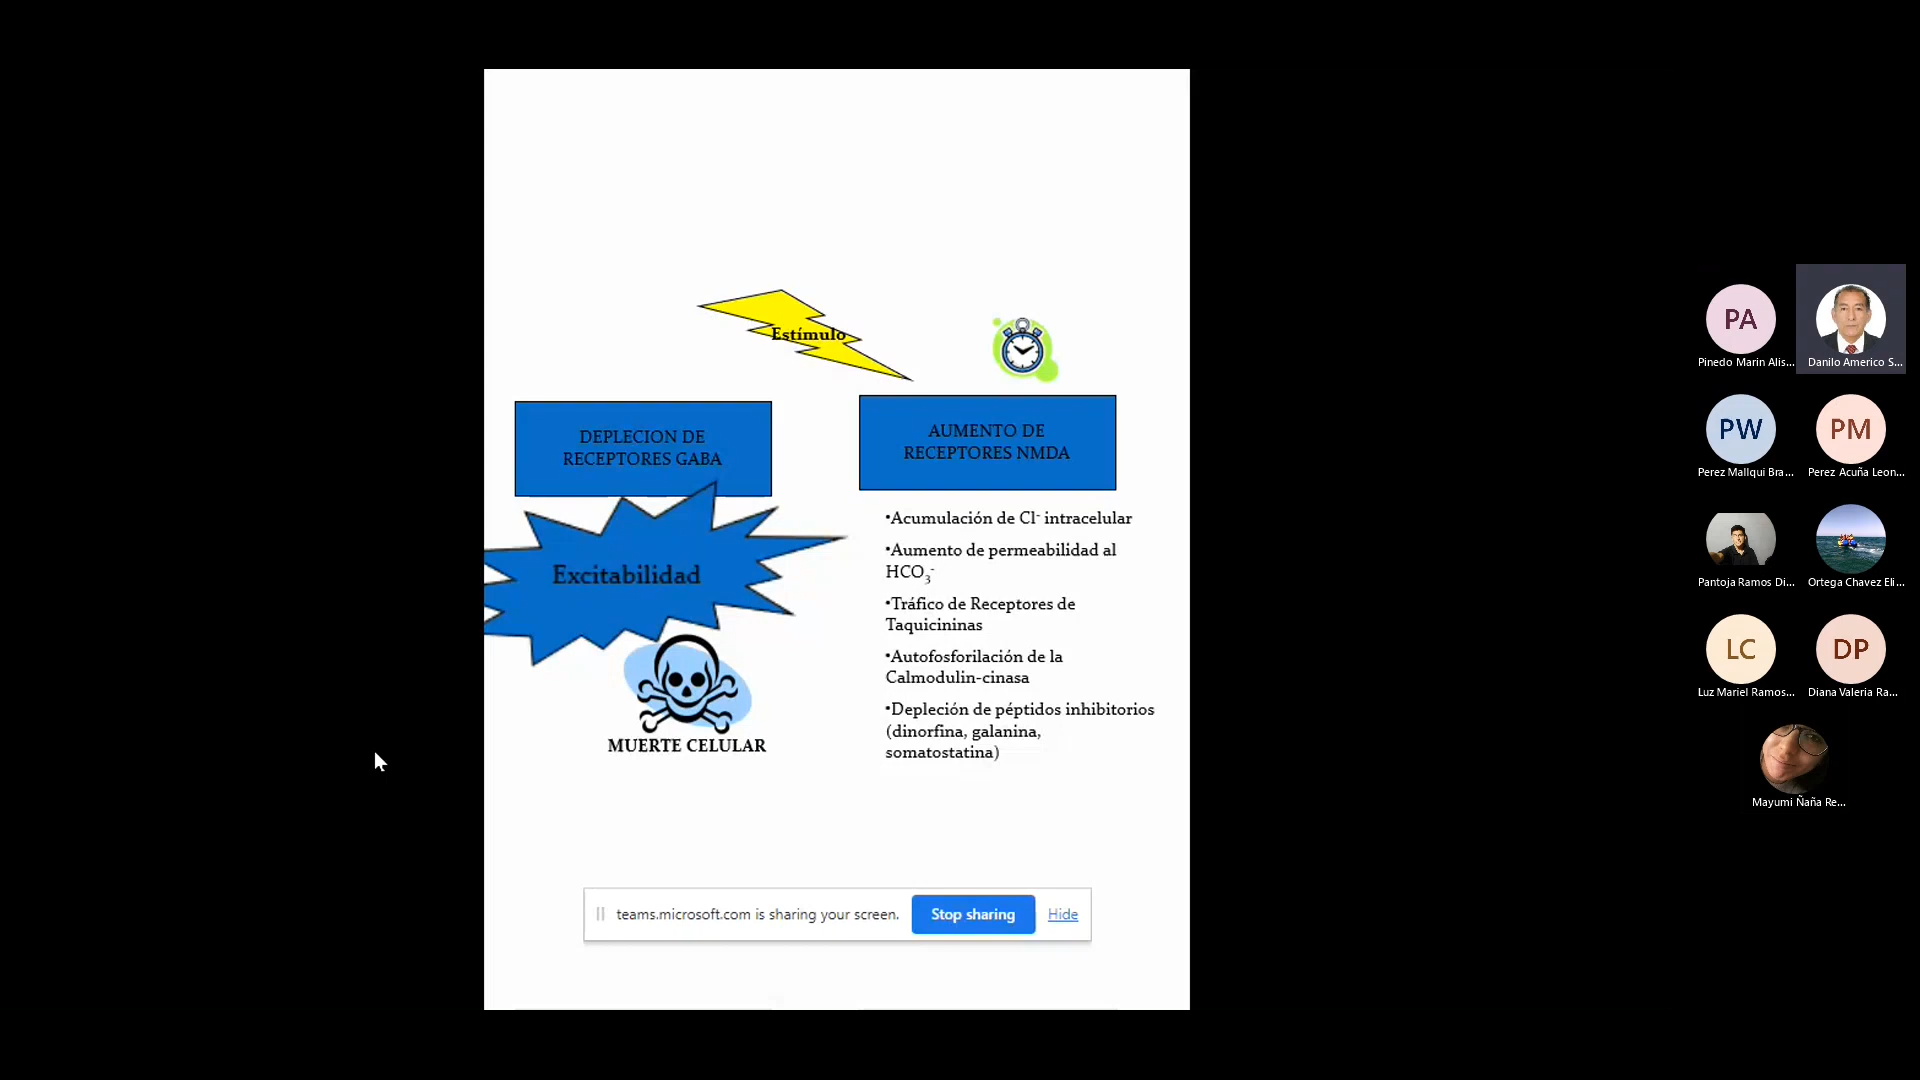 Estímulo
DEPLECION DE
RECEPTORES GABA
AUMENTO DE
RECEPTORES NMDA
Excitabilidad
MUERTE CELULAR
•Acumulación de Cl⁻ intracelular
•Aumento de permeabilidad al
HCO₃⁻
•Tráfico de Receptores de
Taquicininas
•Autofosforilación de la
Calmodulin-cinasa
•Depleción de péptidos inhibitorios
(dinorfina, galanina,
somatostatina)
teams.microsoft.com is sharing your screen.
Stop sharing
Hide
PA
Pinedo Marin Alis...
Danilo Americo S...
PW
Perez Mallqui Bra...
PM
Perez Acuña Leon...
Pantoja Ramos Di...
Ortega Chavez Eli...
LC
Luz Mariel Ramos...
DP
Diana Valeria Ra...
Mayumi Ñaña Re...